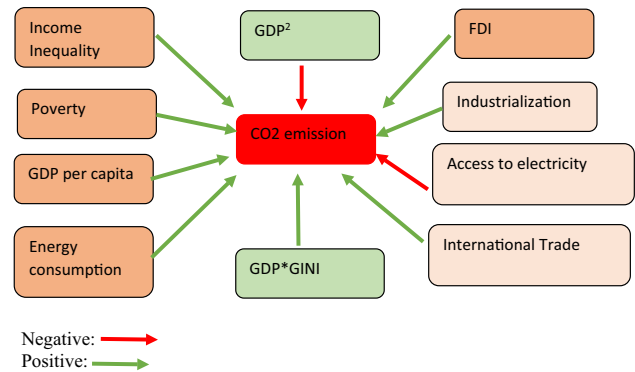 Income
Inequality
GDP²
FDI
Poverty
CO2 emission
Industrialization
GDP per capita
Access to electricity
Energy
consumption
GDP*GINI
International Trade
Negative:
Positive: